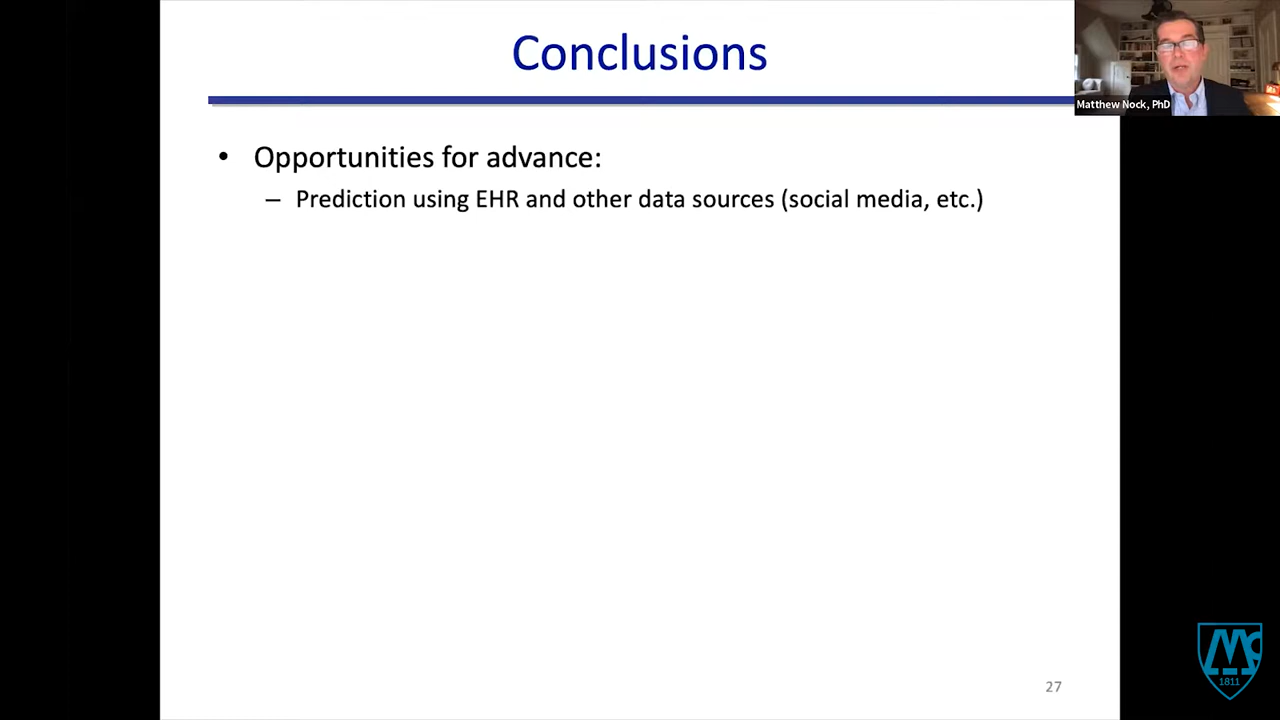 Conclusions
Matthew Nock, PhD
• Opportunities for advance:
– Prediction using EHR and other data sources (social media, etc.)
27
1811